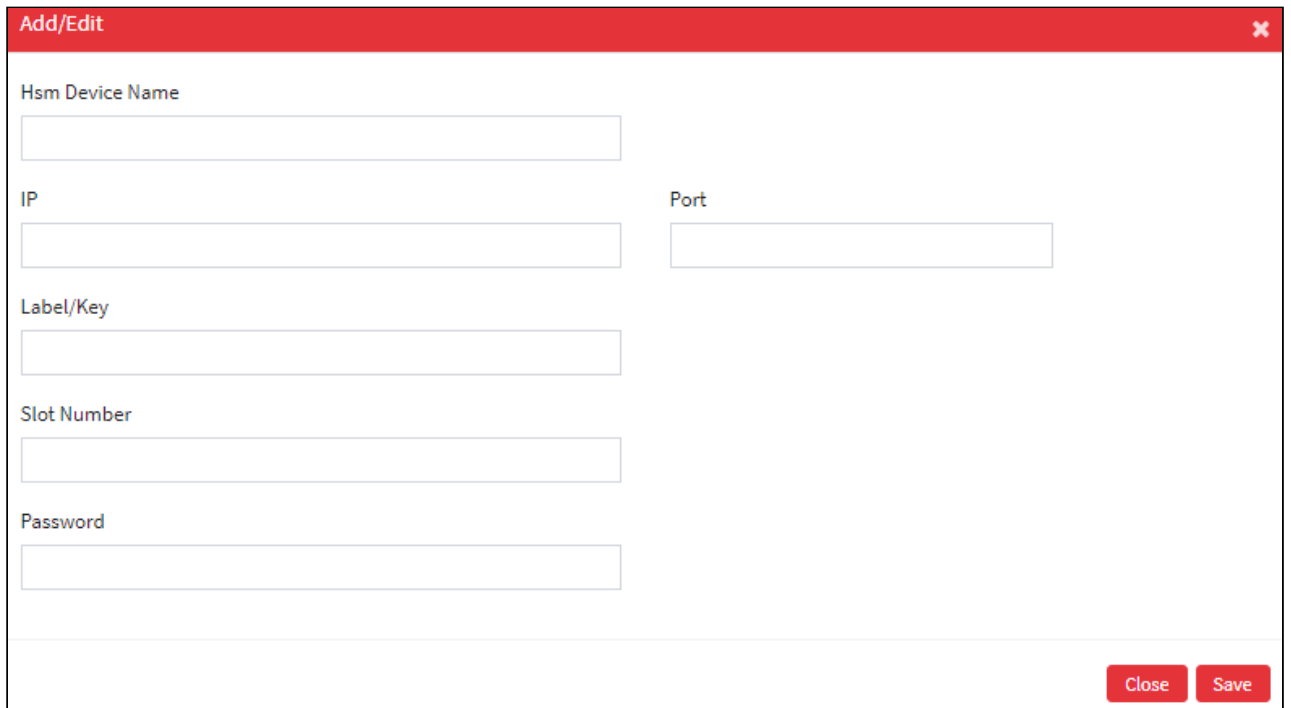 Add/Edit
Hsm Device Name
IP Port
Label/Key
Slot Number
Password
Close Save